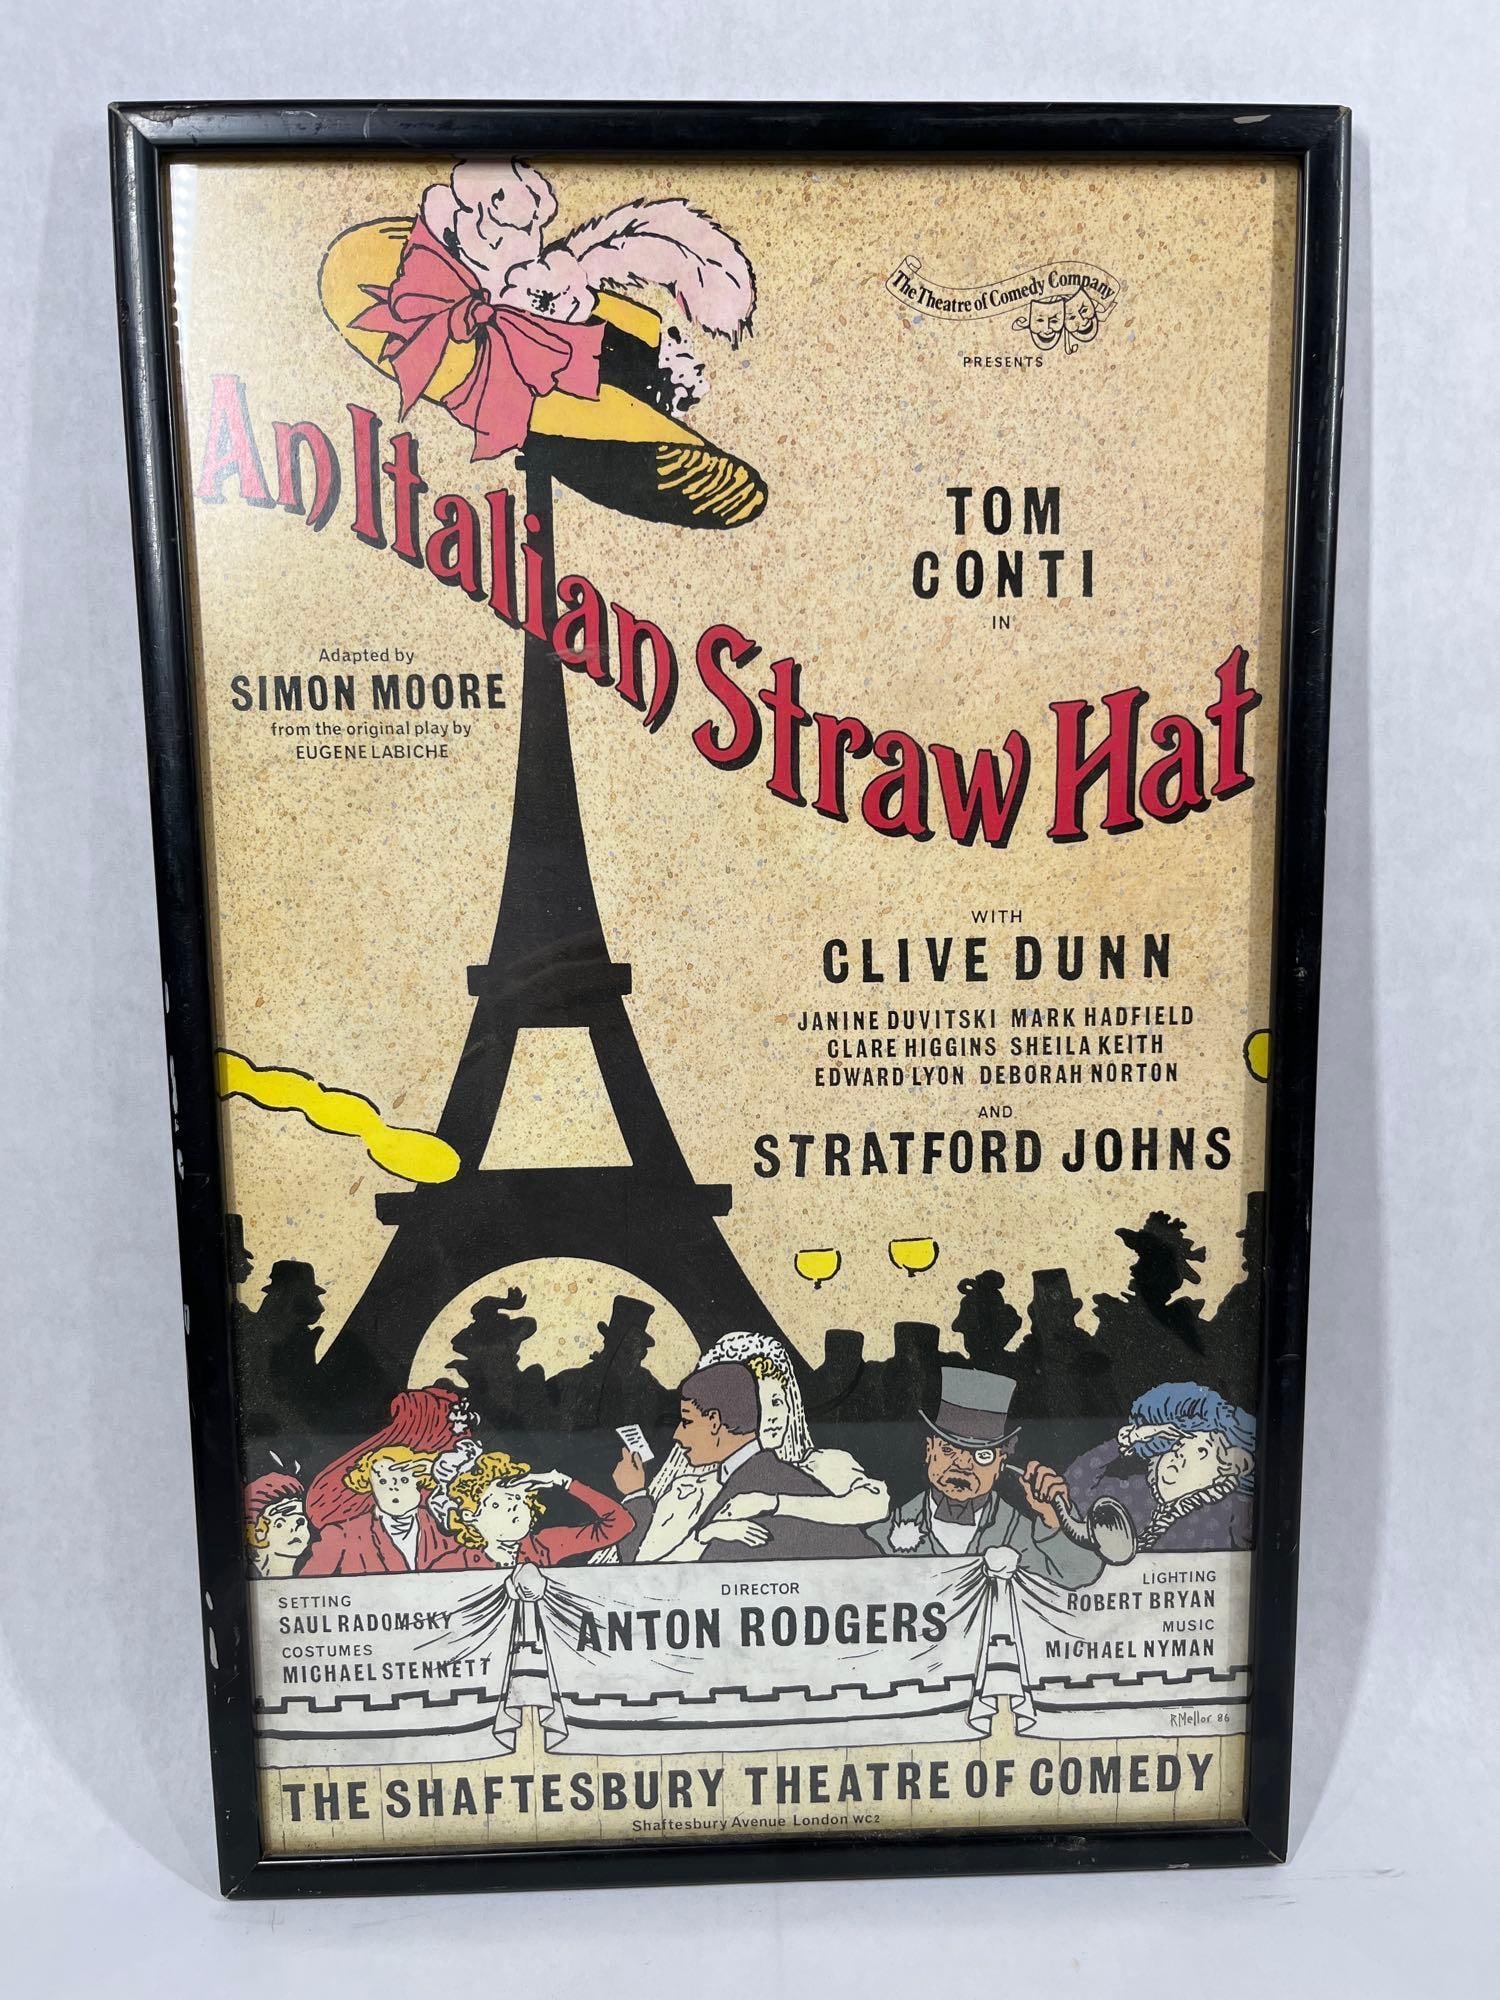 The Theatre of Comedy Company
PRESENTS
TOM
CONTI
IN
An Italian Straw Hat
Adapted by
SIMON MOORE
from the original play by
EUGENE LABICHE
WITH
CLIVE DUNN
JANINE DUVITSKI MARK HADFIELD
CLARE HIGGINS SHEILA KEITH
EDWARD LYON DEBORAH NORTON
AND
STRATFORD JOHNS
SETTING
SAUL RADOMSKY
COSTUMES
MICHAEL STENNETT
DIRECTOR
ANTON RODGERS
LIGHTING
ROBERT BRYAN
MUSIC
MICHAEL NYMAN
RMellor 86
THE SHAFTESBURY THEATRE OF COMEDY
Shaftesbury Avenue London WC2